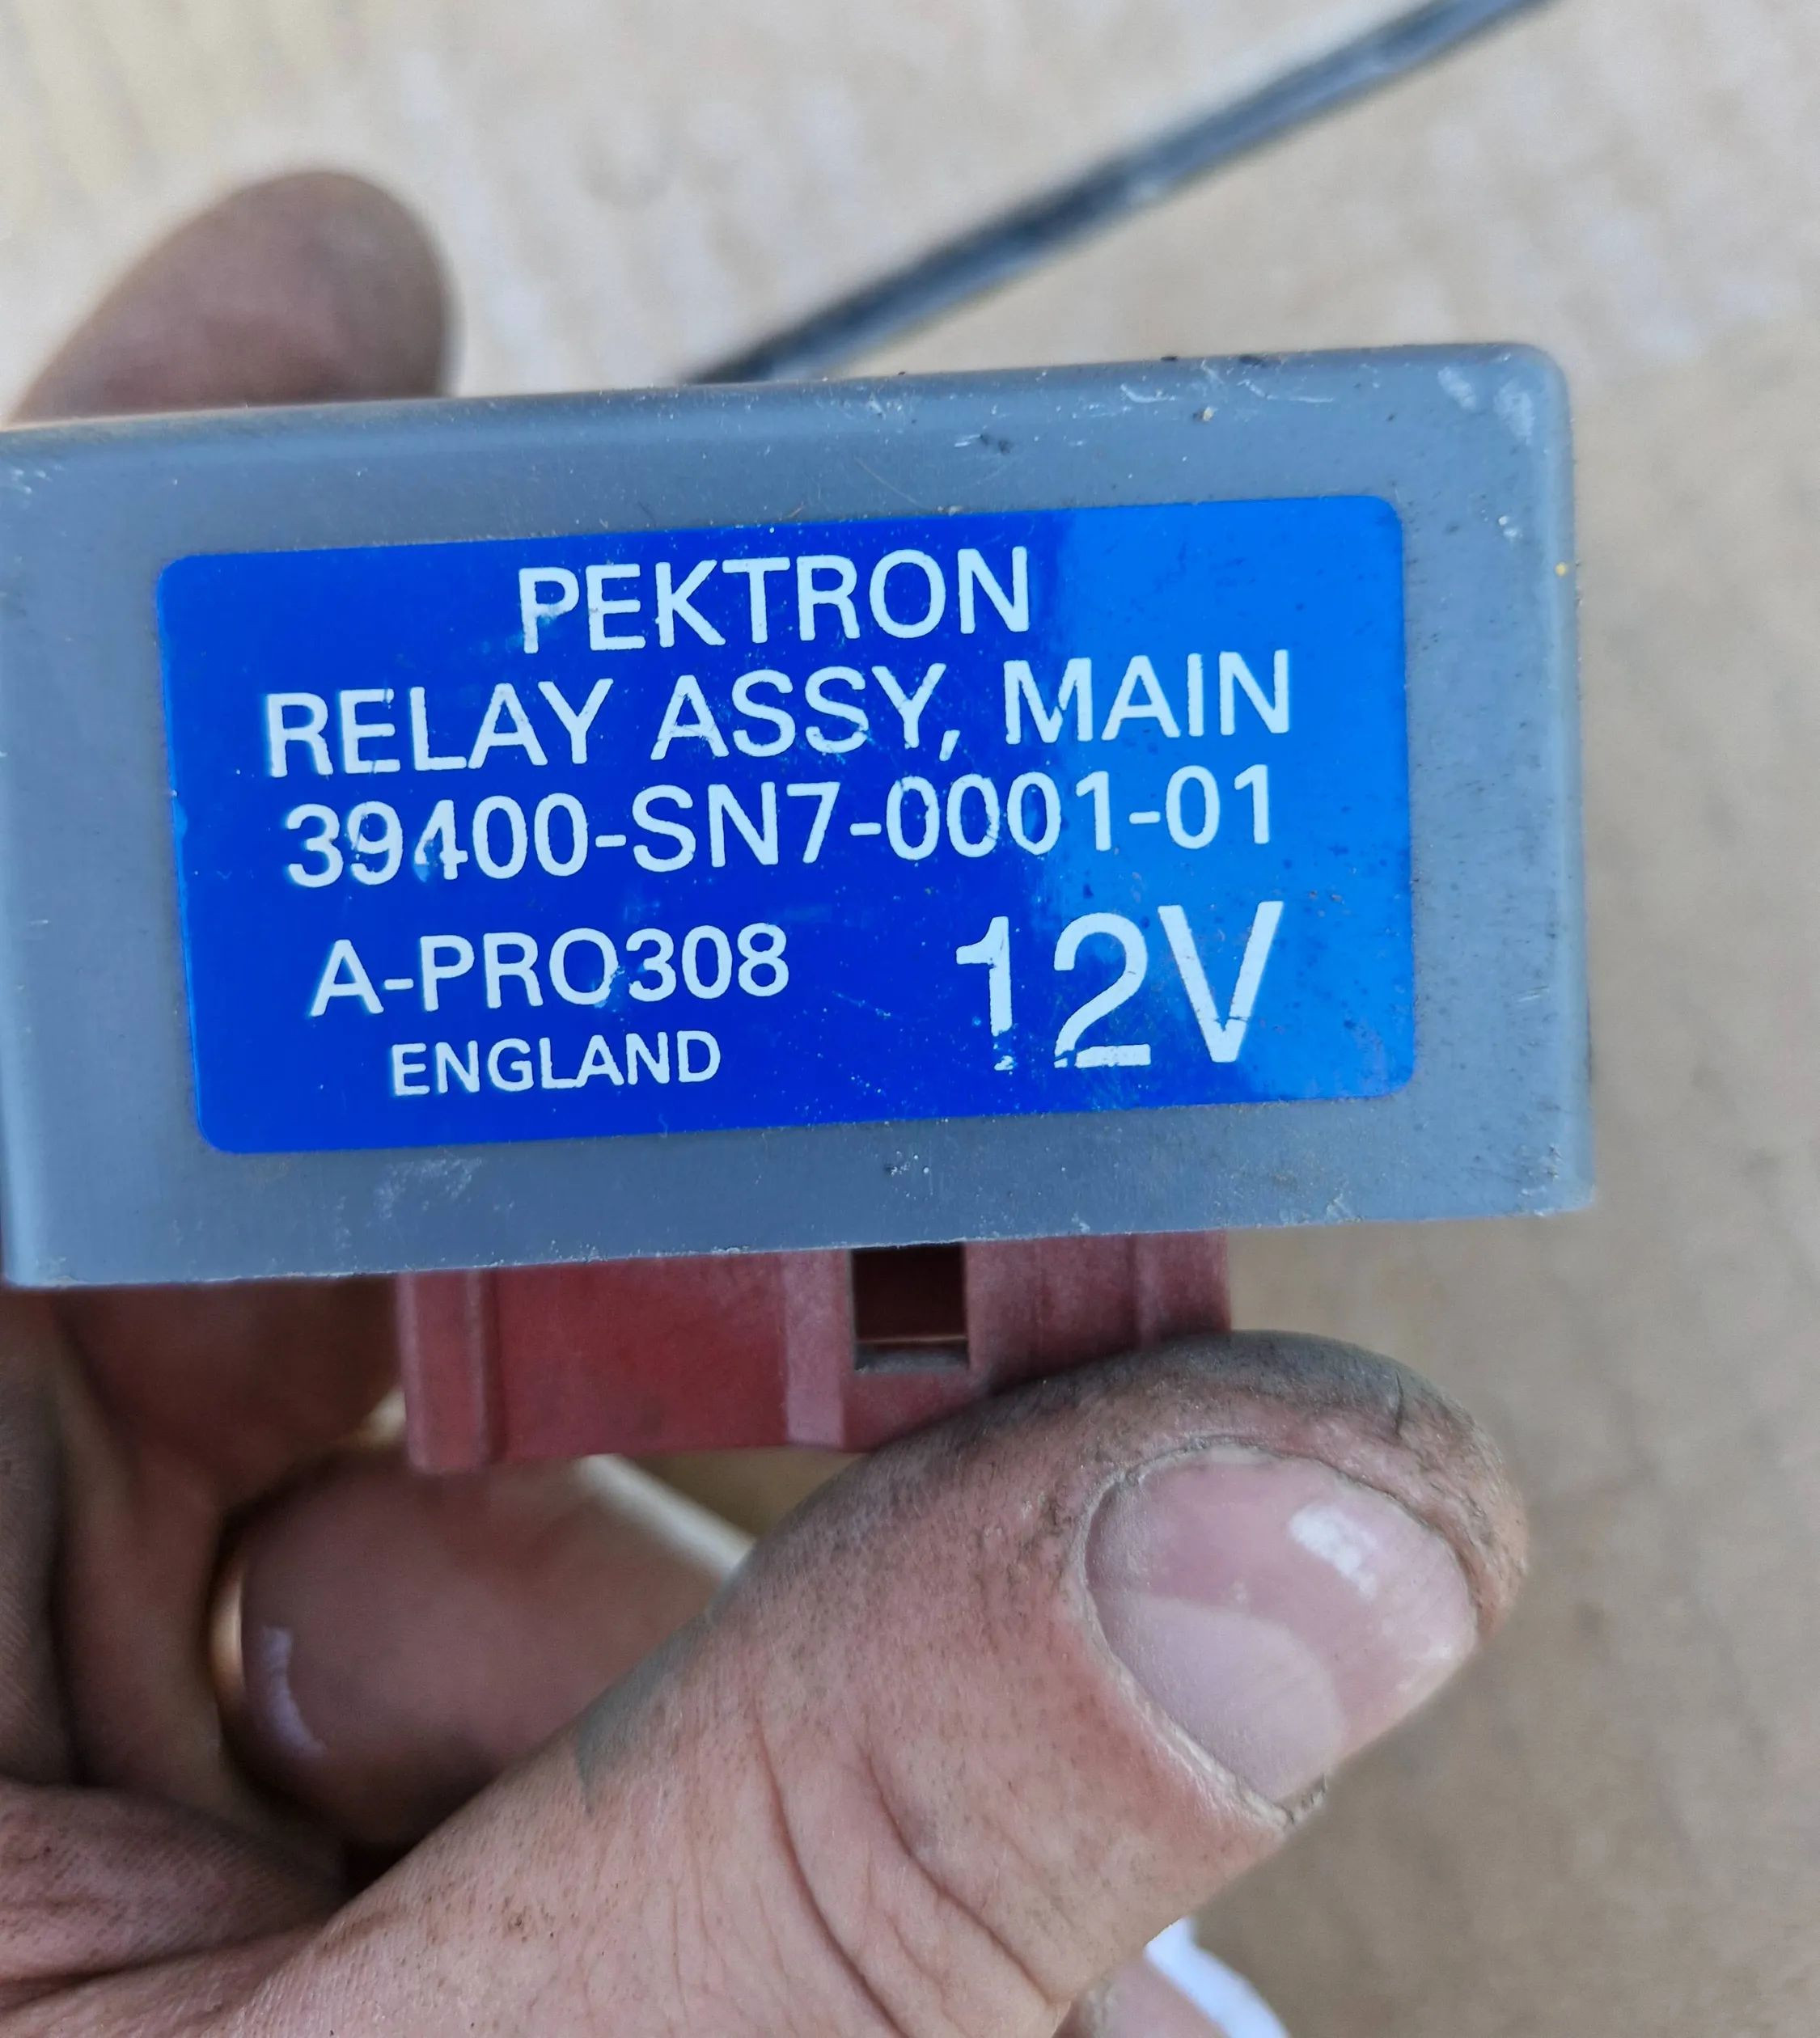 PEKTRON
RELAY ASSY, MAIN
39400-SN7-0001-01
A-PRO308 12V
ENGLAND